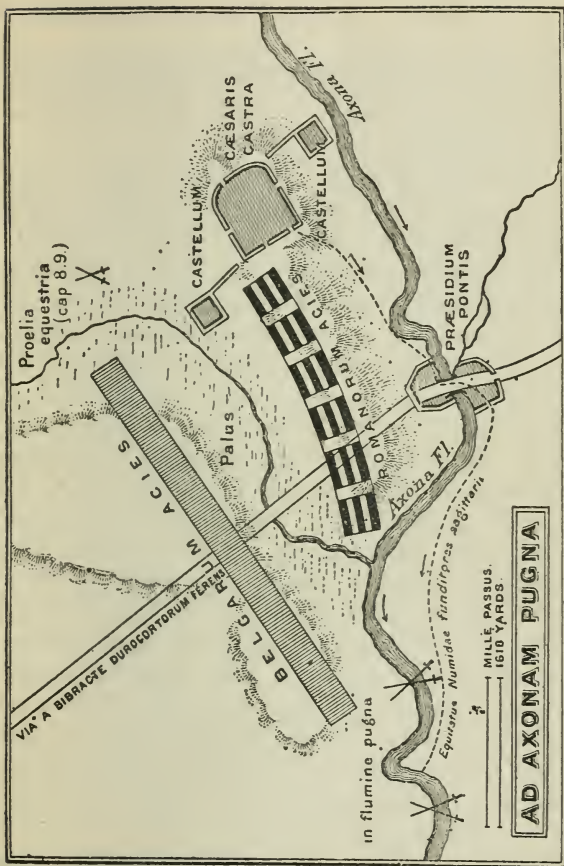 Axona Fl.
Proelia
equestria
(cap 8.9.)
CASTELLUM
CÆSARIS
CASTRA
CASTELLUM
Palus
ROMANORUM ACIES
BELGARUM ACIES
VIA A BIBRACTE DUROCORTORUM FERENS
PRÆSIDIUM
PONTIS
Axona Fl.
in flumine pugna
Equitatus Numidae funditores sagittarii
MILLE PASSUS.
1610 YARDS.
AD AXONAM PUGNA